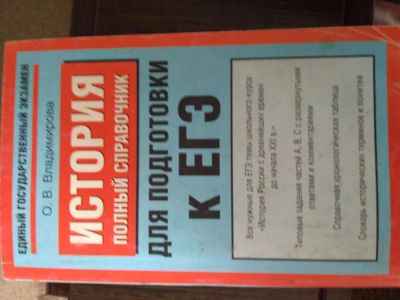 ЕДИНЫЙ ГОСУДАРСТВЕННЫЙ ЭКЗАМЕН
О. В. Владимирова
ИСТОРИЯ
ПОЛНЫЙ СПРАВОЧНИК
ДЛЯ ПОДГОТОВКИ
К ЕГЭ
Все нужные для ЕГЭ темы школьного курса
«История России с древнейших времен
до начала XXI в.»
Типовые задания частей А, В, С с развернутыми
ответами и комментариями
Справочная хронологическая таблица
Словарь исторических терминов и понятий